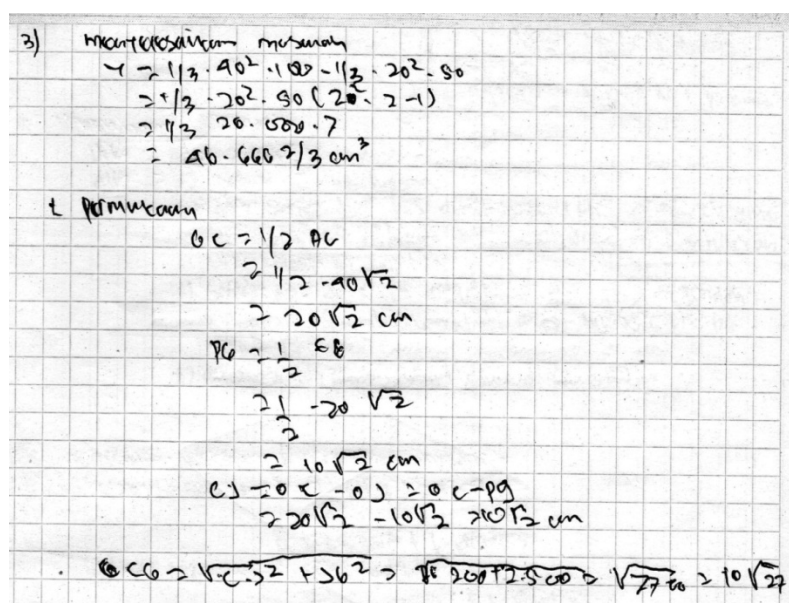 3) menyelesaikan masalah
V = 1/3 . 40² . 100 - 1/3 . 20² . 50
= 1/3 . 20² . 50 (2² . 2 - 1)
= 1/3 20.000 . 7
= 46.666 2/3 cm³
L permukaan
OC = 1/2 AC
= 1/2 . 40√2
= 20√2 cm
PG = 1/2 EG
= 1/2 . 20 √2
= 10√2 cm
CJ = OC - OJ = OC - PG
= 20√2 - 10√2 = 10√2 cm
CG = √CJ² + JG² = √200 + 2.500 = √2700 = 10√27